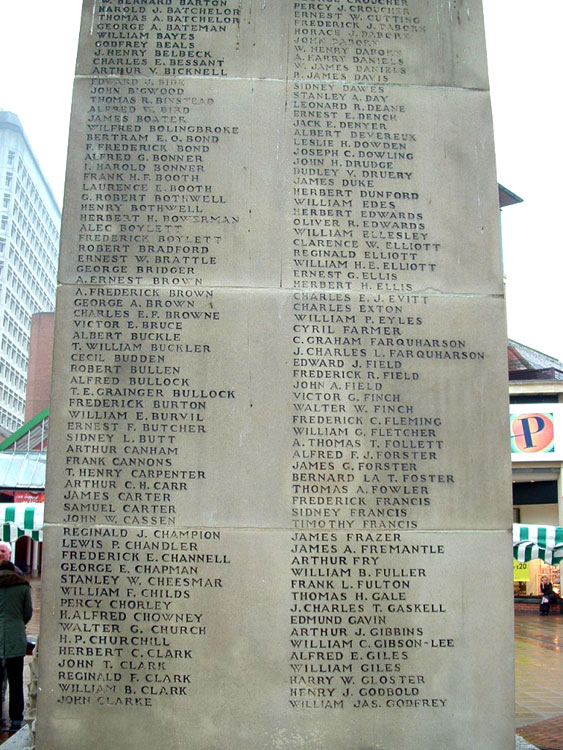 W. BERNARD BARTON
HAROLD J. BATCHELOR
THOMAS A. BATCHELOR
GEORGE A. BATEMAN
WILLIAM BAYES
GODFREY BEALS
J. HENRY BELBECK
CHARLES E. BESSANT
ARTHUR V. BICKNELL
EDWARD J. BIDE
JOHN BIGWOOD
THOMAS R. BINSTEAD
ALFRED W. BIRD
JAMES BOATER
WILFRED BOLINGBROKE
BERTRAM E. O. BOND
F. FREDERICK BOND
ALFRED G. BONNER
J. HAROLD BONNER
FRANK H. F. BOOTH
LAURENCE E. BOOTH
G. ROBERT BOTHWELL
HENRY BOTHWELL
HERBERT H. BOWERMAN
ALEC BOYLETT
FREDERICK BOYLETT
ROBERT BRADFORD
ERNEST W. BRATTLE
GEORGE BRIDGER
A. ERNEST BROWN
A. FREDERICK BROWN
GEORGE A. BROWN
CHARLES E. F. BROWNE
VICTOR E. BRUCE
ALBERT BUCKLE
T. WILLIAM BUCKLER
CECIL BUDDEN
ROBERT BULLEN
ALFRED BULLOCK
T. E. GRAINGER BULLOCK
FREDERICK BURTON
WILLIAM E. BURVIL
ERNEST F. BUTCHER
SIDNEY L. BUTT
ARTHUR CANHAM
FRANK CANNONS
T. HENRY CARPENTER
ARTHUR C. H. CARR
JAMES CARTER
SAMUEL CARTER
JOHN W. CASSEN
REGINALD J. CHAMPION
LEWIS P. CHANDLER
FREDERICK E. CHANNELL
GEORGE E. CHAPMAN
STANLEY W. CHEESMAR
WILLIAM F. CHILDS
PERCY CHORLEY
H. ALFRED CHOWNEY
WALTER G. CHURCH
H. P. CHURCHILL
HERBERT C. CLARK
JOHN T. CLARK
REGINALD F. CLARK
WILLIAM B. CLARK
JOHN CLARKE
GEORGE CROUCHER
PERCY J. CROUCHER
ERNEST W. CUTTING
FREDERICK J. DABORN
HORACE J. DABORN
JOHN DABORN
W. HENRY DABORN
A. HARRY DANIELS
W. JAMES DANIELS
R. JAMES DAVIS
SIDNEY DAWES
STANLEY A. DAY
LEONARD R. DEANE
ERNEST E. DENCH
JACK E. DENYER
ALBERT DEVEREUX
LESLIE H. DOWDEN
JOSEPH C. DOWLING
JOHN H. DRUDGE
DUDLEY V. DRUERY
JAMES DUKE
HERBERT DUNFORD
WILLIAM EDES
HERBERT EDWARDS
OLIVER R. EDWARDS
WILLIAM ELLESLEY
CLARENCE W. ELLIOTT
REGINALD ELLIOTT
WILLIAM H. E. ELLIOTT
ERNEST G. ELLIS
HERBERT H. ELLIS
CHARLES E. J. EVITT
CHARLES EXTON
WILLIAM P. EYLES
CYRIL FARMER
C. GRAHAM FARQUHARSON
J. CHARLES L. FARQUHARSON
EDWARD J. FIELD
FREDERICK R. FIELD
JOHN A. FIELD
VICTOR G. FINCH
WALTER W. FINCH
FREDERICK C. FLEMING
WILLIAM G. FLETCHER
A. THOMAS T. FOLLETT
ALFRED F. J. FORSTER
JAMES G. FORSTER
BERNARD LA T. FOSTER
THOMAS A. FOWLER
FREDERICK FRANCIS
SIDNEY FRANCIS
TIMOTHY FRANCIS
JAMES FRAZER
JAMES A. FREMANTLE
ARTHUR FRY
WILLIAM B. FULLER
FRANK L. FULTON
THOMAS H. GALE
J. CHARLES T. GASKELL
EDMUND GAVIN
ARTHUR J. GIBBINS
WILLIAM C. GIBSON-LEE
ALFRED E. GILES
WILLIAM GILES
HARRY W. GLOSTER
HENRY J. GODBOLD
WILLIAM JAS. GODFREY
P
£20